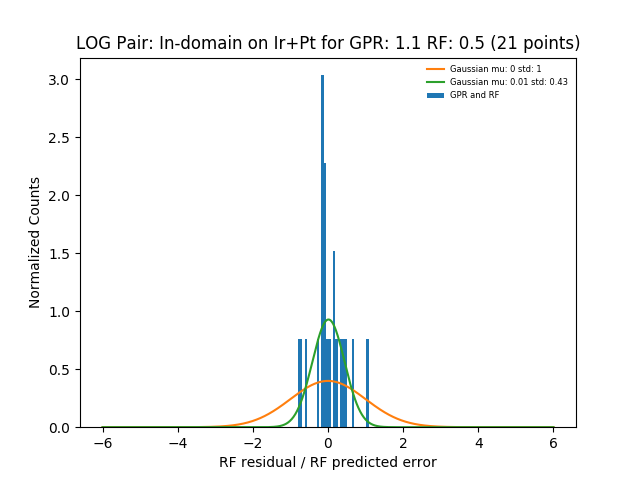 LOG Pair: In-domain on Ir+Pt for GPR: 1.1 RF: 0.5 (21 points)
Gaussian mu: 0 std: 1
Gaussian mu: 0.01 std: 0.43
GPR and RF
Normalized Counts
3.0
2.5
2.0
1.5
1.0
0.5
0.0
−6 −4 −2 0 2 4 6
RF residual / RF predicted error